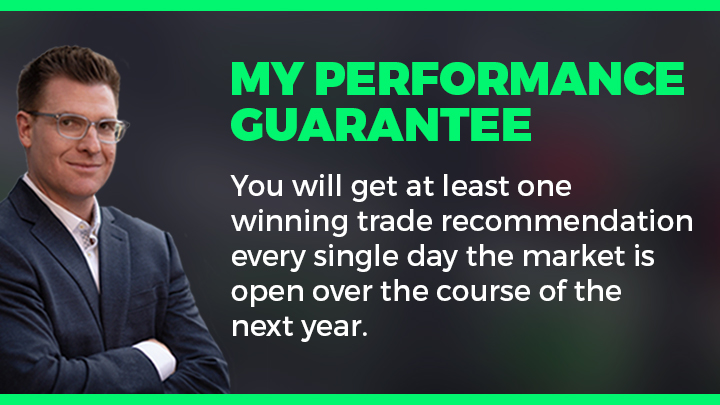 MY PERFORMANCE
GUARANTEE
You will get at least one
winning trade recommendation
every single day the market is
open over the course of the
next year.